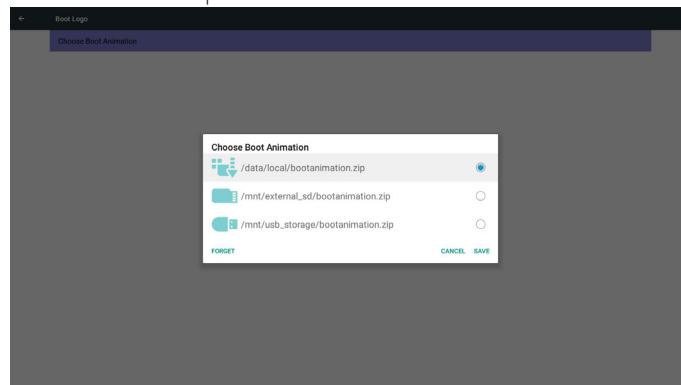 Boot Logo
Choose Boot Animation
Choose Boot Animation
/data/local/bootanimation.zip
/mnt/external_sd/bootanimation.zip
/mnt/usb_storage/bootanimation.zip
FORGET CANCEL SAVE